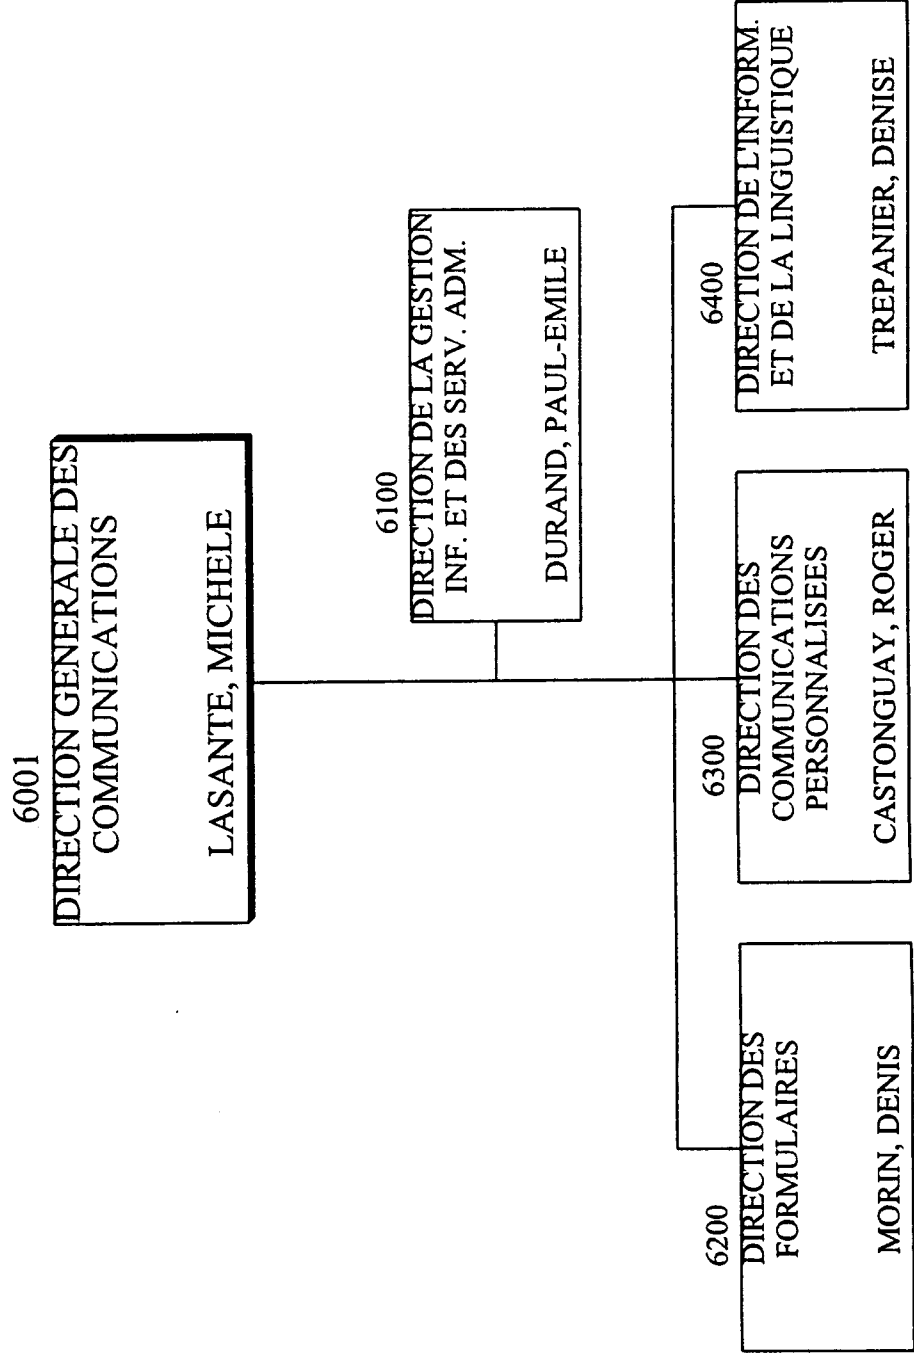 6001
DIRECTION GENERALE DES
COMMUNICATIONS
LASANTE, MICHELE
6100
DIRECTION DE LA GESTION
INF. ET DES SERV. ADM.
DURAND, PAUL-EMILE
6200
DIRECTION DES
FORMULAIRES
MORIN, DENIS
6300
DIRECTION DES
COMMUNICATIONS
PERSONNALISEES
CASTONGUAY, ROGER
6400
DIRECTION DE L'INFORM.
ET DE LA LINGUISTIQUE
TREPANIER, DENISE